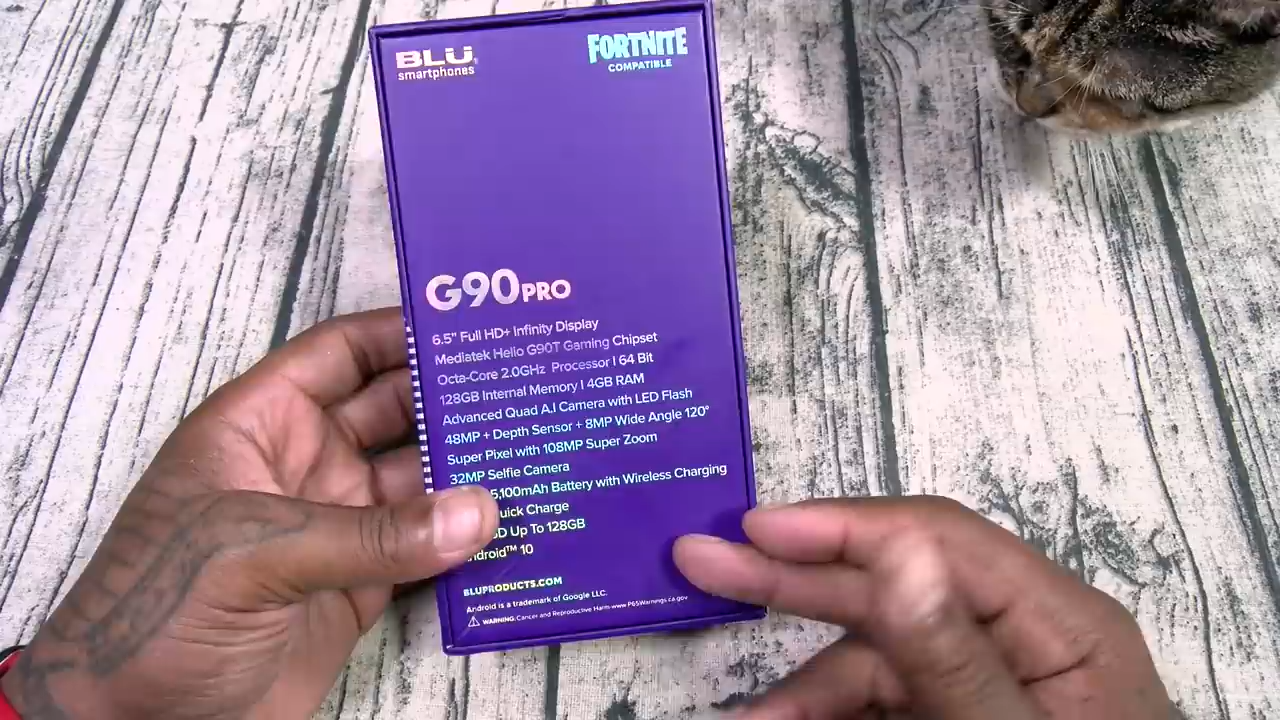 BLU
smartphones
FORTNITE
COMPATIBLE
G90 PRO
6.5" Full HD+ Infinity Display
Mediatek Helio G90T Gaming Chipset
Octa-Core 2.0GHz Processor | 64 Bit
128GB Internal Memory | 4GB RAM
Advanced Quad A.I Camera with LED Flash
48MP + Depth Sensor + 8MP Wide Angle 120°
Super Pixel with 108MP Super Zoom
32MP Selfie Camera
5,100mAh Battery with Wireless Charging
uick Charge
D Up To 128GB
ndroid™ 10
BLUPRODUCTS.COM
Android is a trademark of Google LLC.
WARNING: Cancer and Reproductive Harm-www.P65Warnings.ca.gov